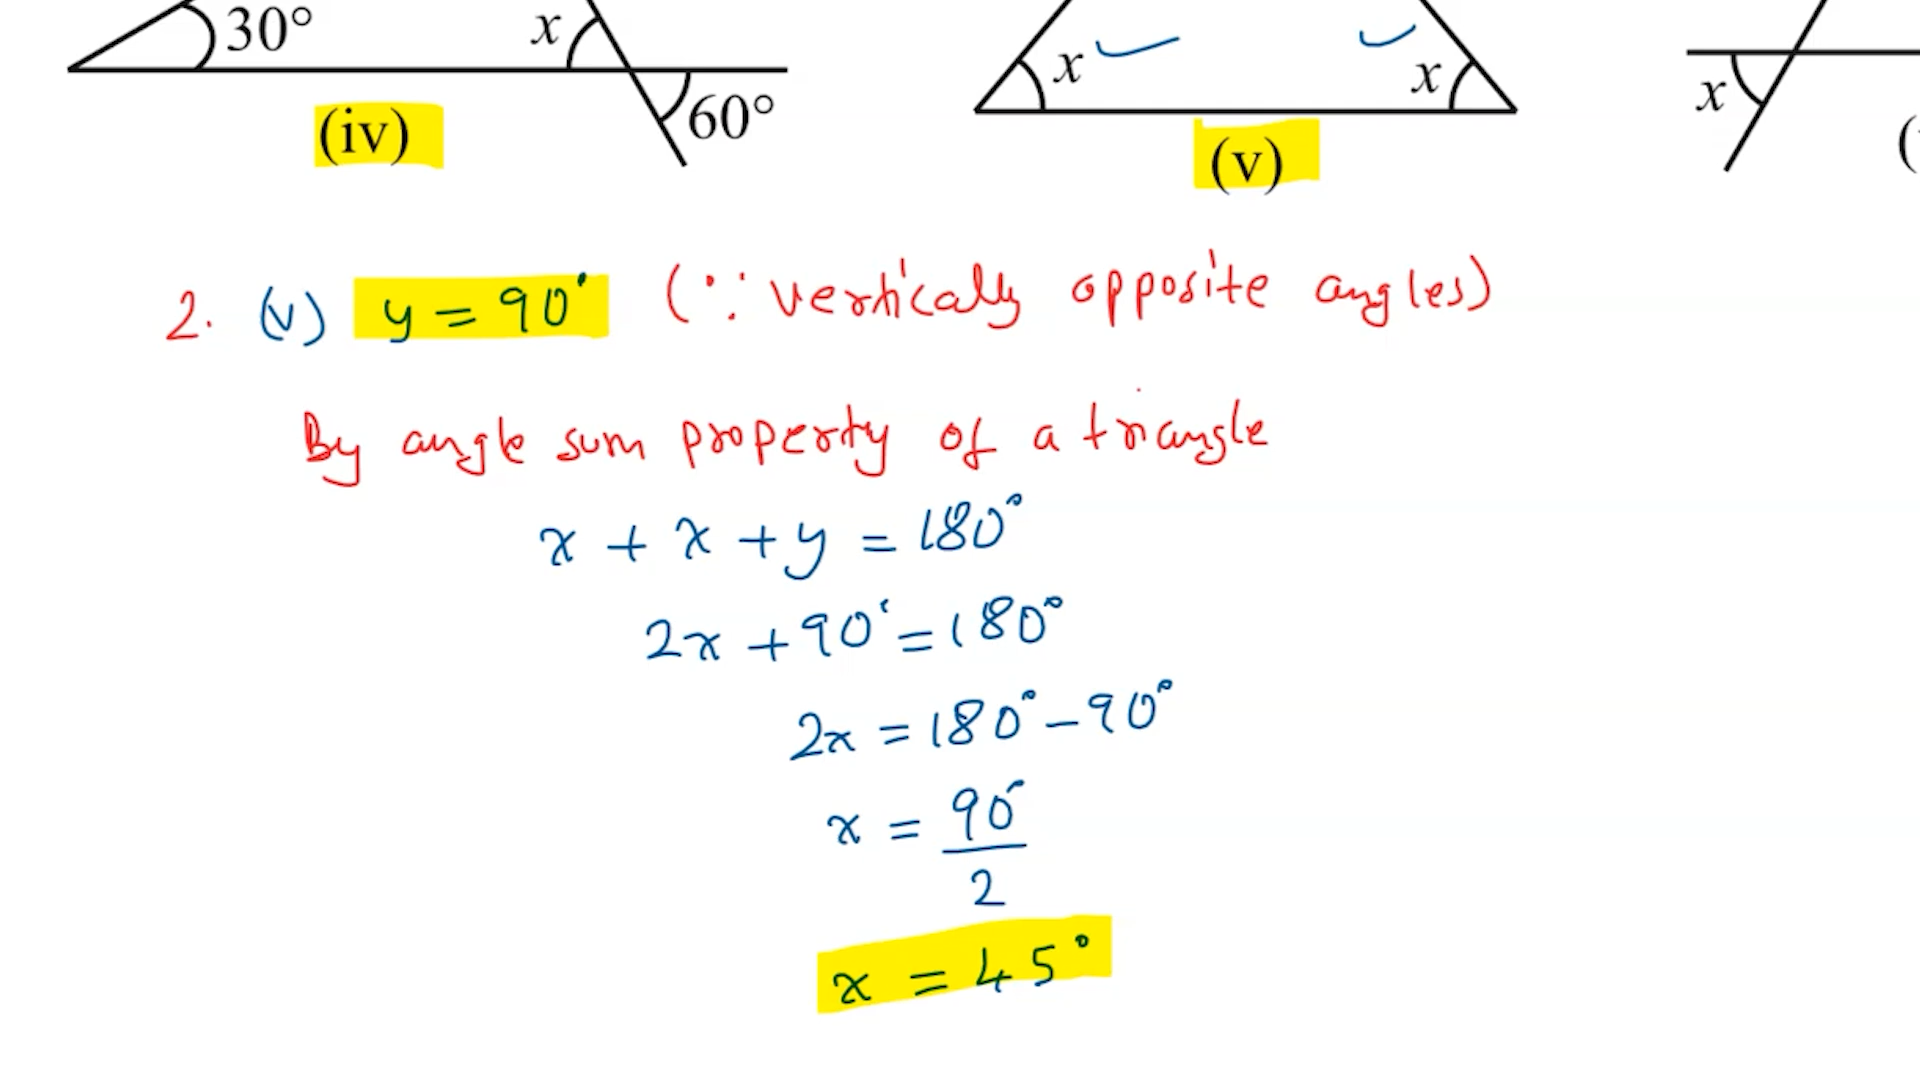 30° x 60°
x x
x
(iv)
(v)
(
2. (v) y = 90° (∵ vertically opposite angles)
By angle sum property of a triangle
x + x + y = 180°
2x + 90° = 180°
2x = 180° - 90°
x = 90°
2
x = 45°